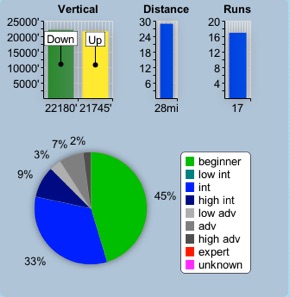 Vertical Distance Runs
25000' 30 20
20000' 24 16
15000' 18 12
10000' 12 8
5000' 6 4
Down Up
22180' 21745' 28mi 17
2%
7%
3%
9%
45%
33%
beginner
low int
int
high int
low adv
adv
high adv
expert
unknown